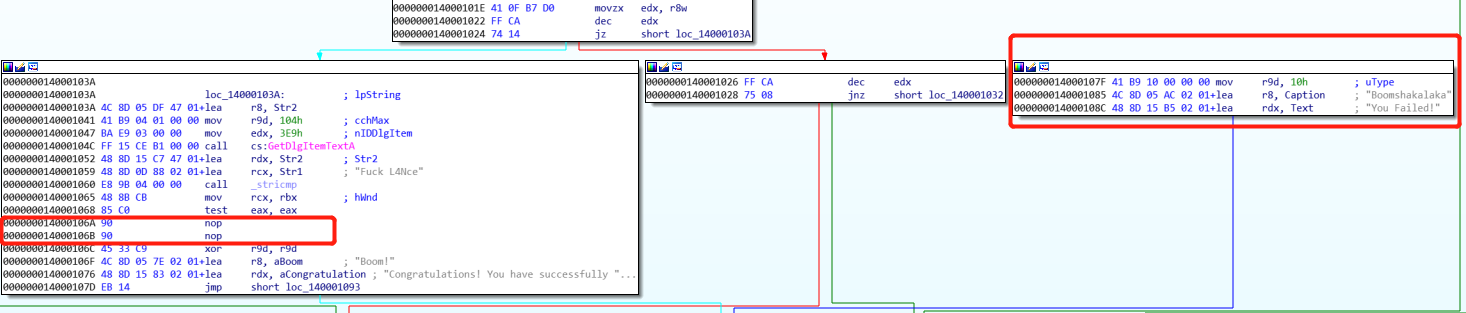 000000014000101E 41 0F B7 D0 movzx edx, r8w
0000000140001022 FF CA dec edx
0000000140001024 74 14 jz short loc_14000103A
000000014000103A
000000014000103A
000000014000103A loc_14000103A: ; lpString
000000014000103A 4C 8D 05 DF 47 01+lea r8, Str2
0000000140001041 41 B9 04 01 00 00 mov r9d, 104h ; cchMax
0000000140001047 BA E9 03 00 00 mov edx, 3E9h ; nIDDlgItem
000000014000104C FF 15 CE B1 00 00 call cs:GetDlgItemTextA
0000000140001052 48 8D 15 C7 47 01+lea rdx, Str2 ; Str2
0000000140001059 48 8D 0D 88 02 01+lea rcx, Str1 ; "Fuck L4Nce"
0000000140001060 E8 9B 04 00 00 call _stricmp
0000000140001065 48 8B CB mov rcx, rbx ; hWnd
0000000140001068 85 C0 test eax, eax
000000014000106A 90 nop
000000014000106B 90 nop
000000014000106C 45 33 C9 xor r9d, r9d
000000014000106F 4C 8D 05 7E 02 01+lea r8, aBoom ; "Boom!"
0000000140001076 48 8D 15 83 02 01+lea rdx, aCongratulation ; "Congratulations! You have successfully "...
000000014000107D EB 14 jmp short loc_140001093
0000000140001026 FF CA dec edx
0000000140001028 75 08 jnz short loc_140001032
000000014000107F 41 B9 10 00 00 00 mov r9d, 10h ; uType
0000000140001085 4C 8D 05 AC 02 01+lea r8, Caption ; "Boomshakalaka"
000000014000108C 48 8D 15 B5 02 01+lea rdx, Text ; "You Failed!"